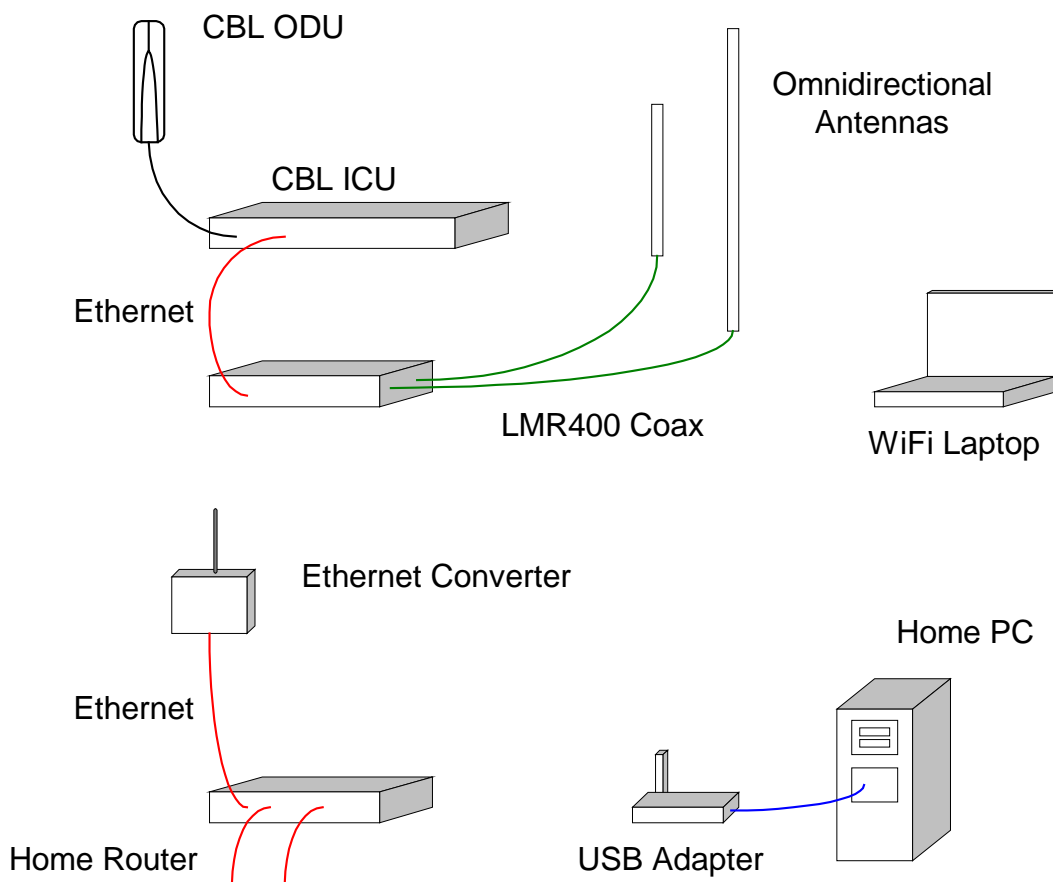 CBL ODU
Omnidirectional
Antennas
CBL ICU
Ethernet
LMR400 Coax
WiFi Laptop
Ethernet Converter
Home PC
Ethernet
Home Router
USB Adapter